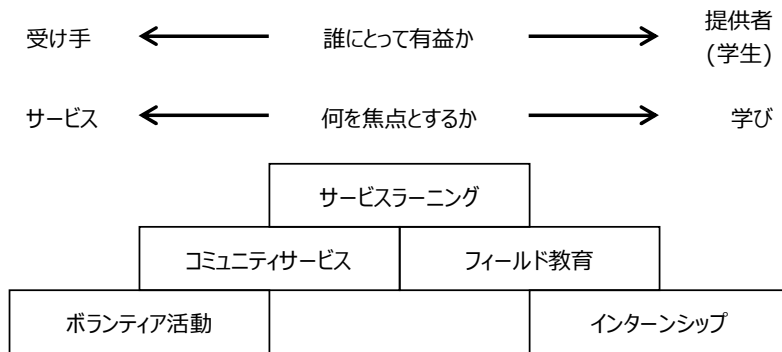 受け手 誰にとって有益か 提供者
(学生)
サービス 何を焦点とするか 学び
サービスラーニング
コミュニティサービス フィールド教育
ボランティア活動 インターンシップ